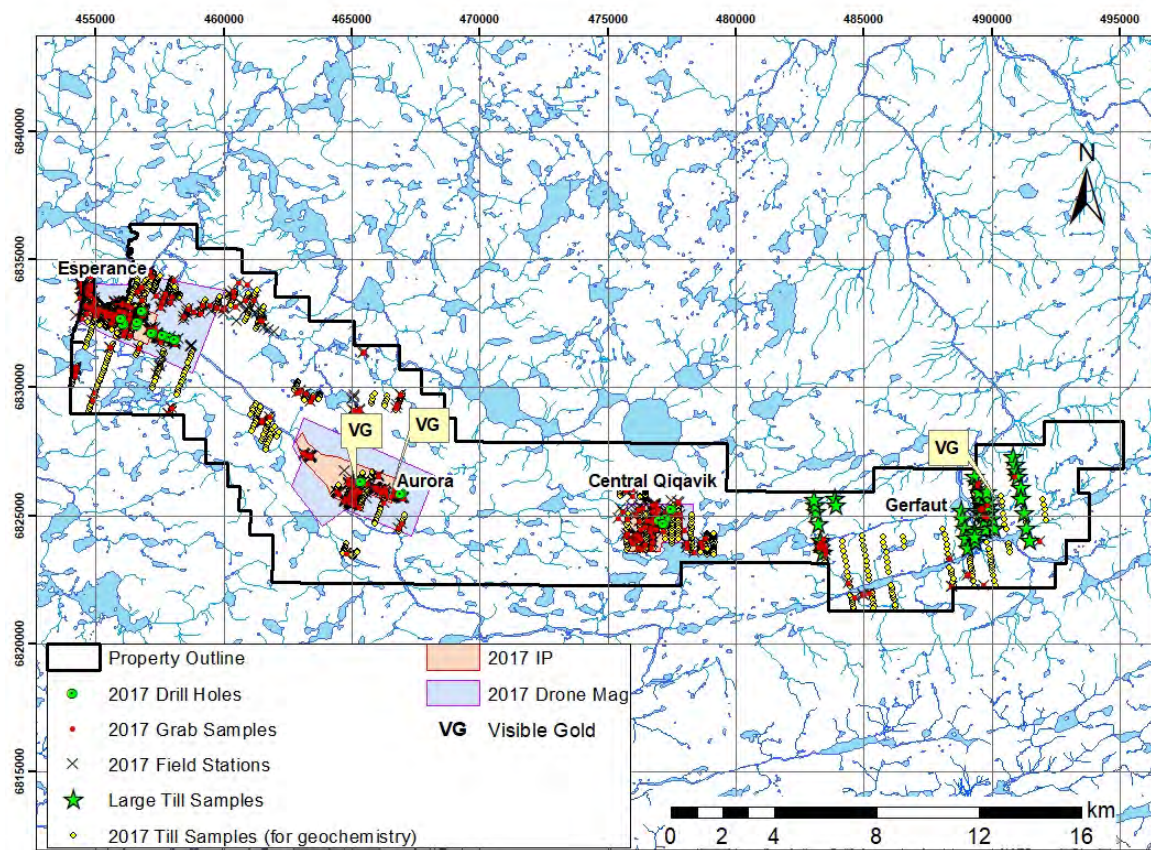 455000 460000 465000 470000 475000 480000 485000 490000 495000
6840000
N
6835000
Esperance
6830000
VG
VG
VG
Aurora
Central Qiqavik
Gerfaut
6825000
6820000
6815000
Property Outline
2017 Drill Holes
2017 Grab Samples
2017 Field Stations
Large Till Samples
2017 Till Samples (for geochemistry)
2017 IP
2017 Drone Mag
VG Visible Gold
km
0 2 4 8 12 16